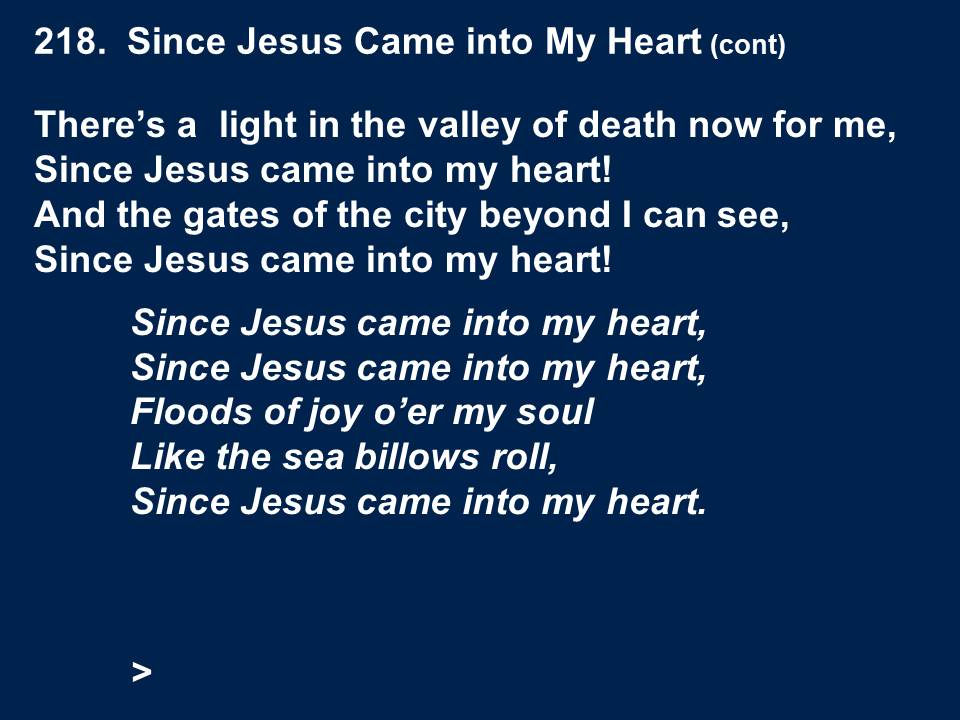 218.  Since Jesus Came into My Heart (cont)
There’s a  light in the valley of death now for me,
Since Jesus came into my heart!
And the gates of the city beyond I can see,
Since Jesus came into my heart!
Since Jesus came into my heart,
Since Jesus came into my heart,
Floods of joy o’er my soul
Like the sea billows roll,
Since Jesus came into my heart.
>